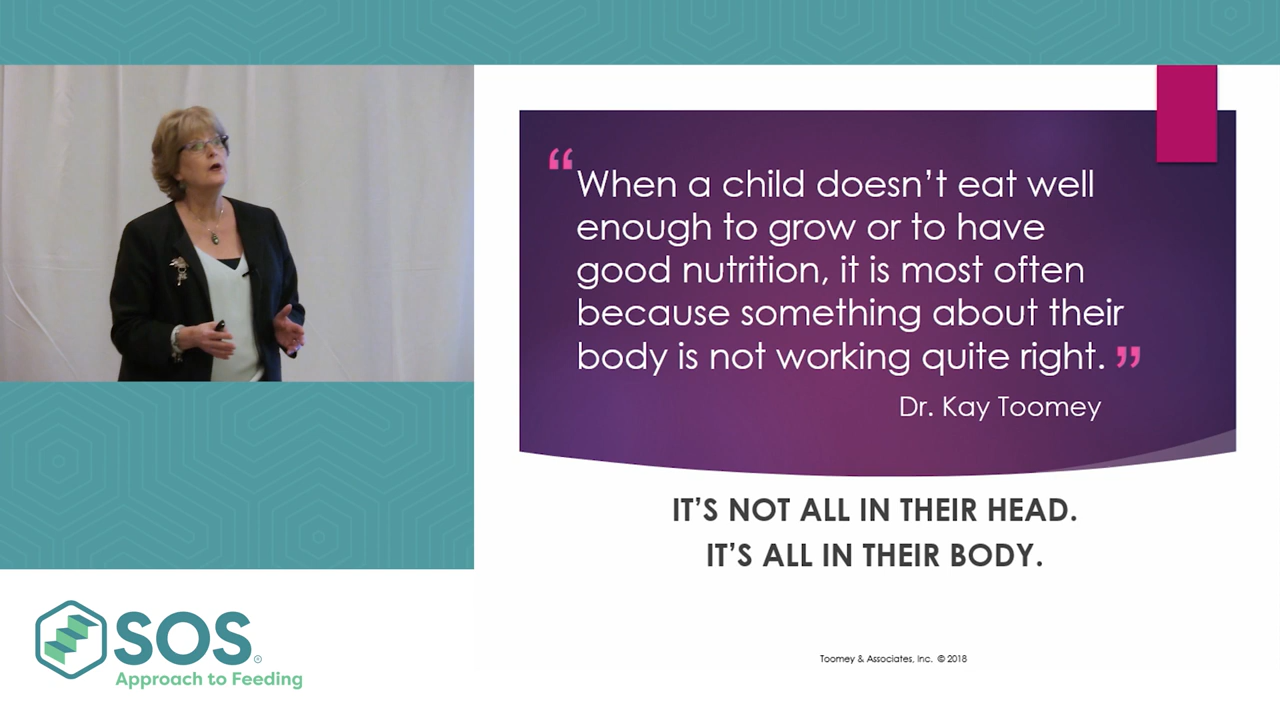 “When a child doesn’t eat well
enough to grow or to have
good nutrition, it is most often
because something about their
body is not working quite right.”
Dr. Kay Toomey
IT’S NOT ALL IN THEIR HEAD.
IT’S ALL IN THEIR BODY.
Toomey & Associates, Inc. © 2018
SOS®
Approach to Feeding